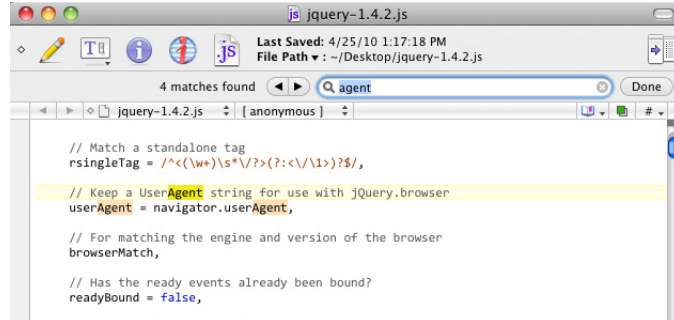 jquery-1.4.2.js
Last Saved: 4/25/10 1:17:18 PM
File Path ▾ : ~/Desktop/jquery-1.4.2.js
4 matches found
agent
Done
jquery-1.4.2.js
[ anonymous ]
#
// Match a standalone tag
rsingleTag = /^<(\w+)\s*\/?>(?:<\/\1>)?$/,
// Keep a UserAgent string for use with jQuery.browser
userAgent = navigator.userAgent,
// For matching the engine and version of the browser
browserMatch,
// Has the ready events already been bound?
readyBound = false,